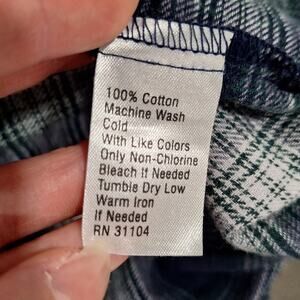 100% Cotton
Machine Wash
Cold
With Like Colors
Only Non-Chlorine
Bleach If Needed
Tumble Dry Low
Warm Iron
If Needed
RN 31104